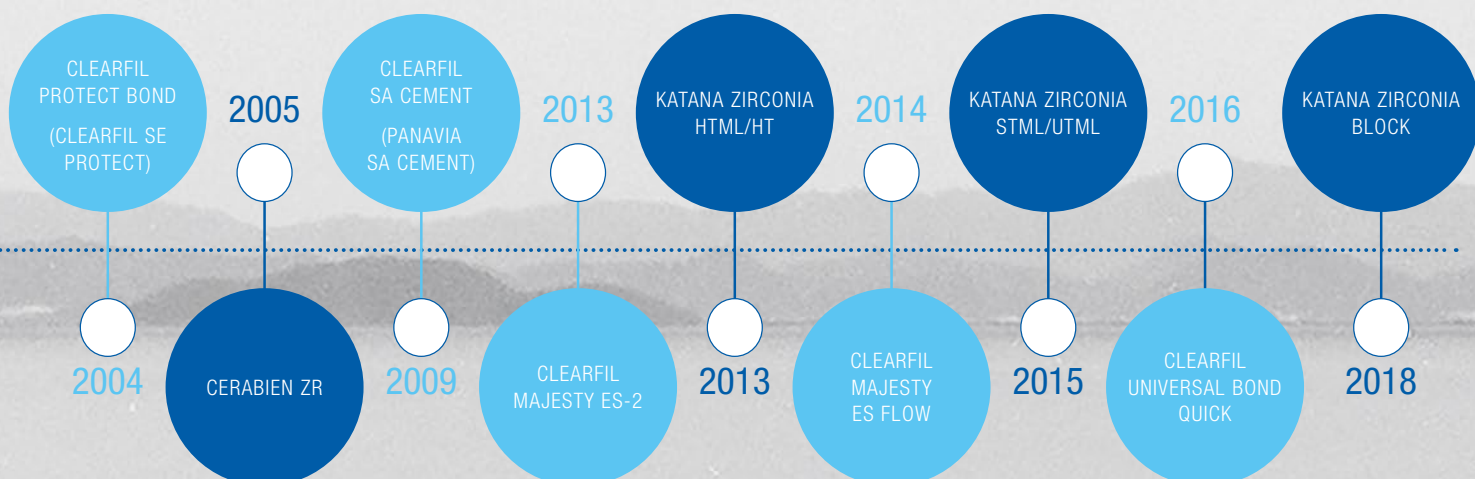 CLEARFIL
PROTECT BOND
(CLEARFIL SE
PROTECT)
2004
2005
CERABIEN ZR
CLEARFIL
SA CEMENT
(PANAVIA
SA CEMENT)
2009
2013
CLEARFIL
MAJESTY ES-2
KATANA ZIRCONIA
HTML/HT
2013
2014
CLEARFIL
MAJESTY
ES FLOW
KATANA ZIRCONIA
STML/UTML
2015
2016
CLEARFIL
UNIVERSAL BOND
QUICK
KATANA ZIRCONIA
BLOCK
2018